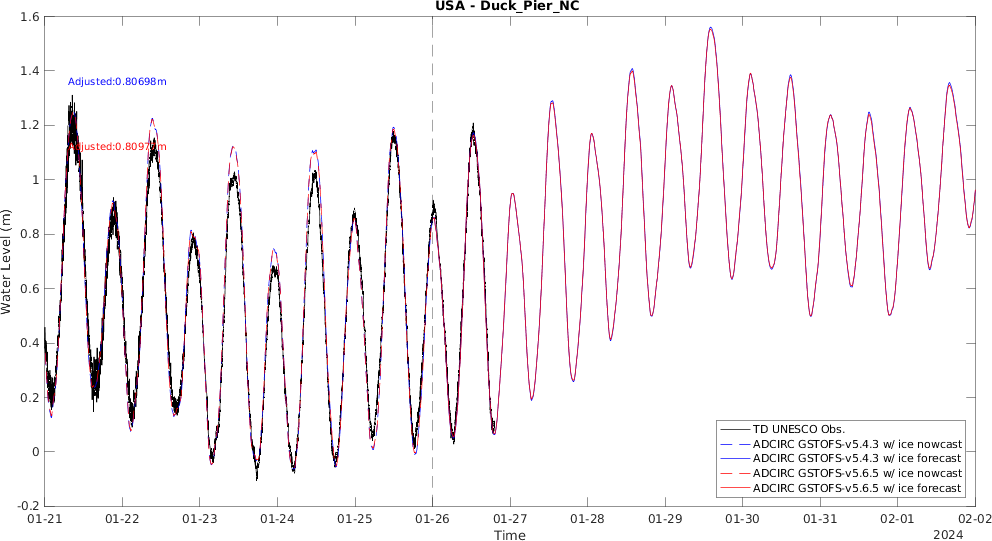 USA - Duck_Pier_NC
Water Level (m)
1.6
1.4
1.2
1
0.8
0.6
0.4
0.2
0
-0.2
Adjusted:0.80698m
TD UNESCO Obs.
ADCIRC GSTOFS-v5.4.3 w/ ice nowcast
ADCIRC GSTOFS-v5.4.3 w/ ice forecast
ADCIRC GSTOFS-v5.6.5 w/ ice nowcast
ADCIRC GSTOFS-v5.6.5 w/ ice forecast
01-21 01-22 01-23 01-24 01-25 01-26 01-27 01-28 01-29 01-30 01-31 02-01 02-02
Time
2024